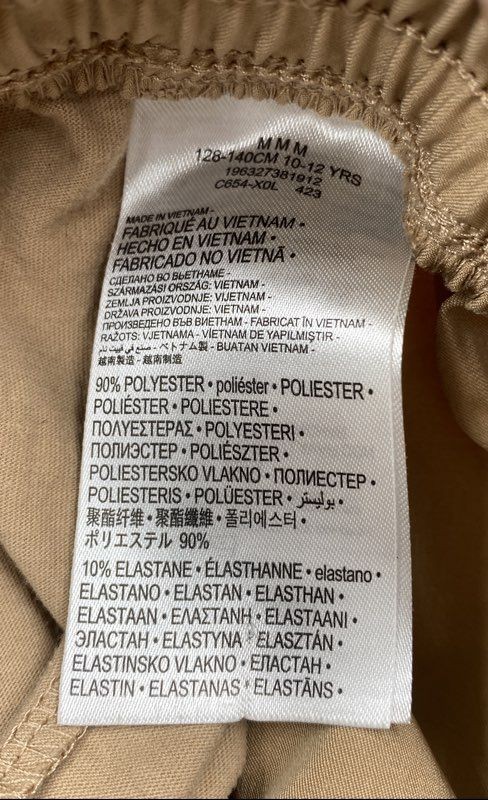 M M M
128-140CM 10-12 YRS
196327381912
C654-X0L 423
MADE IN VIETNAM -
FABRIQUÉ AU VIETNAM •
HECHO EN VIETNAM •
FABRICADO NO VIETNÃ •
СДЕЛАНО ВО ВЬЕТНАМЕ -
SZÁRMAZÁSI ORSZÁG: VIETNAM -
ZEMLJA PROIZVODNJE: VIJETNAM -
DRŽAVA PROIZVODNJE: VIETNAM -
ПРОИЗВЕДЕНО ВЪВ ВИЕТНАМ - FABRICAT ÎN VIETNAM -
RAŽOTS: VJETNAMA - VİETNAM DE YAPILMIŞTIR -
صنع في فييت نام - ベトナム製 - BUATAN VIETNAM -
越南製造 - 越南制造
90% POLYESTER • poliéster • POLIESTER •
POLIÉSTER • POLIESTERE •
ΠΟΛΥΕΣΤΕΡΑΣ • POLYESTERI •
ПОЛИЭСТЕР • POLIÉSZTER •
POLIESTERSKO VLAKNO • ПОЛИЕСТЕР •
POLIESTERIS • POLÜESTER • بوليستر •
聚酯纤维 • 聚酯纖維 • 폴리에스터 •
ポリエステル 90%
10% ELASTANE • ÉLASTHANNE • elastano •
ELASTANO • ELASTAN • ELASTHAN •
ELASTAAN • ΕΛΑΣΤΑΝΗ • ELASTAANI •
ЭЛАСТАН • ELASTYNA • ELASZTÁN •
ELASTINSKO VLAKNO • ЕЛАСТАН •
ELASTIN • ELASTANAS • ELASTĀNS •